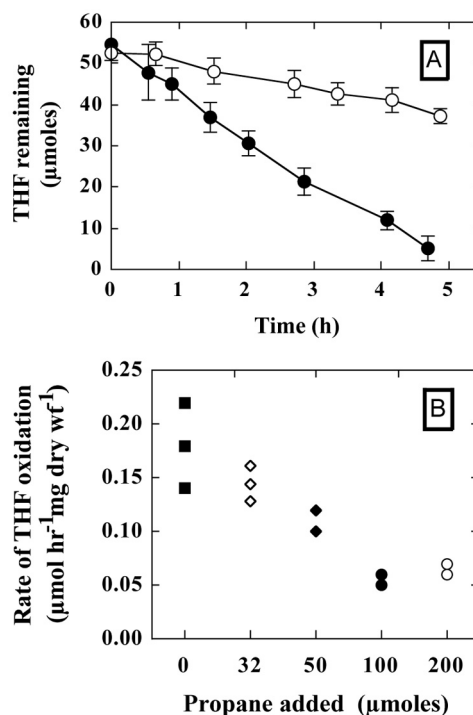 60
50
40
30
20
10
0
THF remaining
(µmoles)
A
0 1 2 3 4 5
Time (h)
0.25
0.20
0.15
0.10
0.05
0.00
Rate of THF oxidation
(µmol hr⁻¹mg dry wt⁻¹)
B
0 32 50 100 200
Propane added (µmoles)